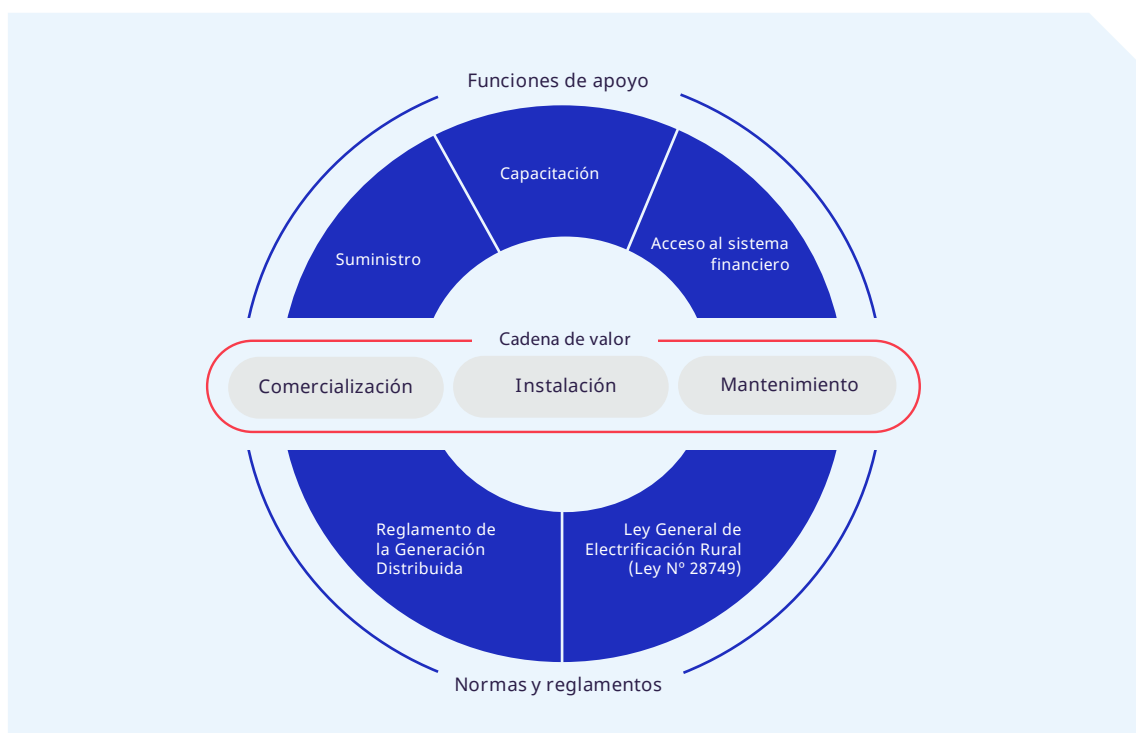 Funciones de apoyo
Capacitación
Suministro
Acceso al sistema
financiero
Cadena de valor
Comercialización
Instalación
Mantenimiento
Reglamento de
la Generación
Distribuida
Ley General de
Electrificación Rural
(Ley Nº 28749)
Normas y reglamentos